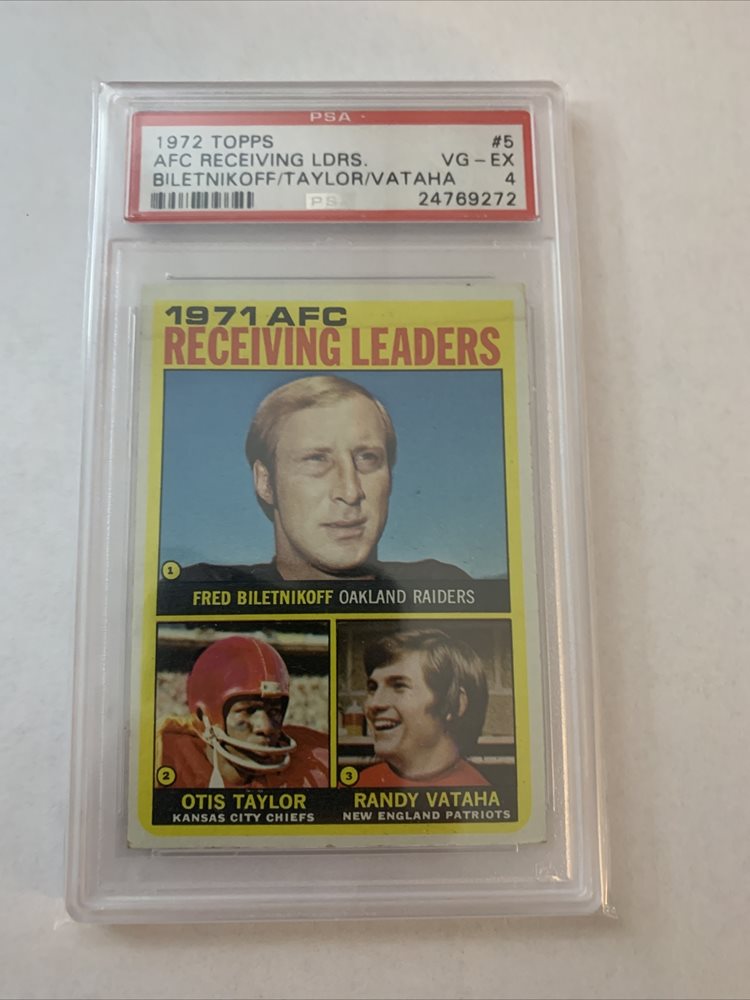 PSA
1972 TOPPS #5
AFC RECEIVING LDRS. VG-EX
BILETNIKOFF/TAYLOR/VATAHA 4
PSA 24769272
1971 AFC
RECEIVING LEADERS
1
FRED BILETNIKOFF OAKLAND RAIDERS
2
OTIS TAYLOR
KANSAS CITY CHIEFS
3
RANDY VATAHA
NEW ENGLAND PATRIOTS